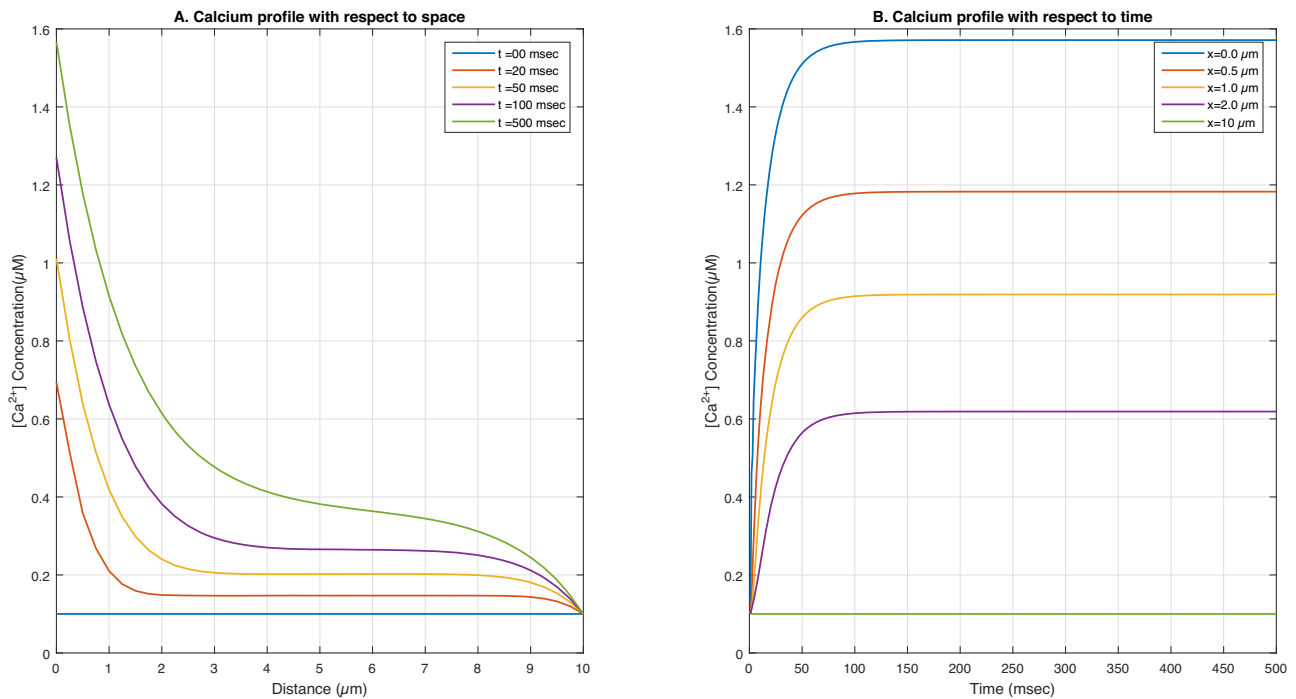 A. Calcium profile with respect to space
1.6
1.4
1.2
1
0.8
0.6
0.4
0.2
0
[Ca²⁺] Concentration(µM)
0 1 2 3 4 5 6 7 8 9 10
Distance (µm)
t =00 msec
t =20 msec
t =50 msec
t =100 msec
t =500 msec
B. Calcium profile with respect to time
1.6
1.4
1.2
1
0.8
0.6
0.4
0.2
0
[Ca²⁺] Concentration(µM)
0 50 100 150 200 250 300 350 400 450 500
Time (msec)
x=0.0 µm
x=0.5 µm
x=1.0 µm
x=2.0 µm
x=10 µm